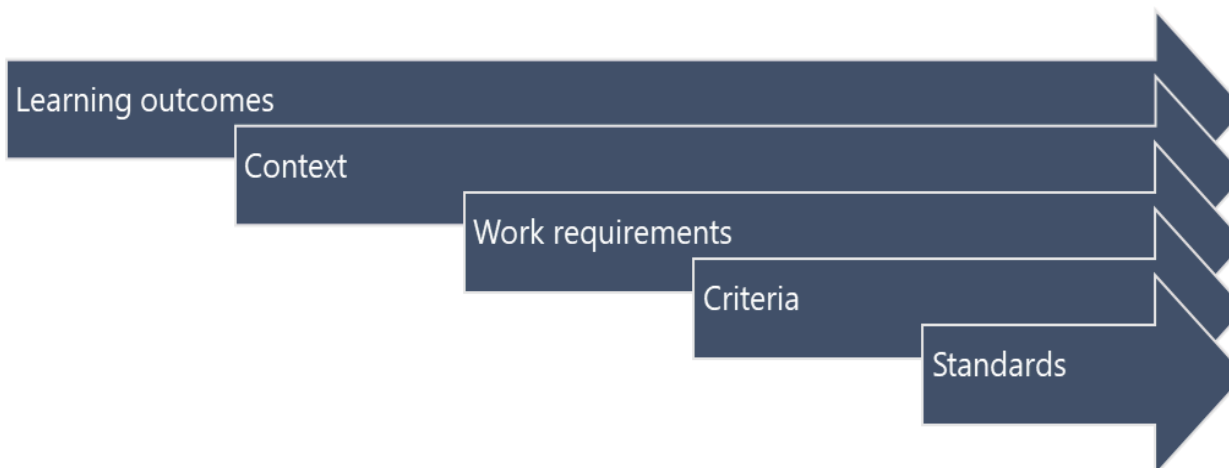 Learning outcomes
Context
Work requirements
Criteria
Standards